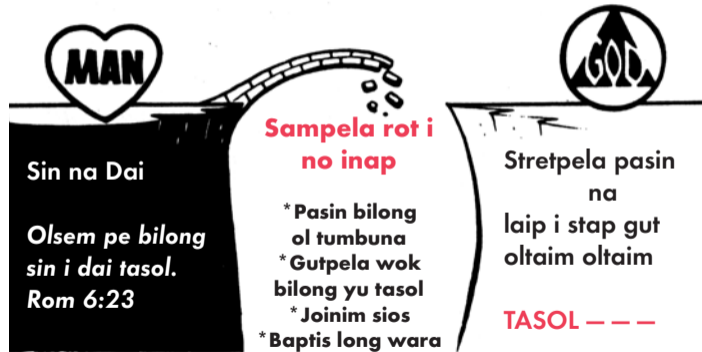 MAN
Sin na Dai
Olsem pe bilong
sin i dai tasol.
Rom 6:23
Sampela rot i
no inap
*Pasin bilong
ol tumbuna
*Gutpela wok
bilong yu tasol
*Joinim sios
*Baptis long wara
GOD
Stretpela pasin
na
laip i stap gut
oltaim oltaim
TASOL — — —